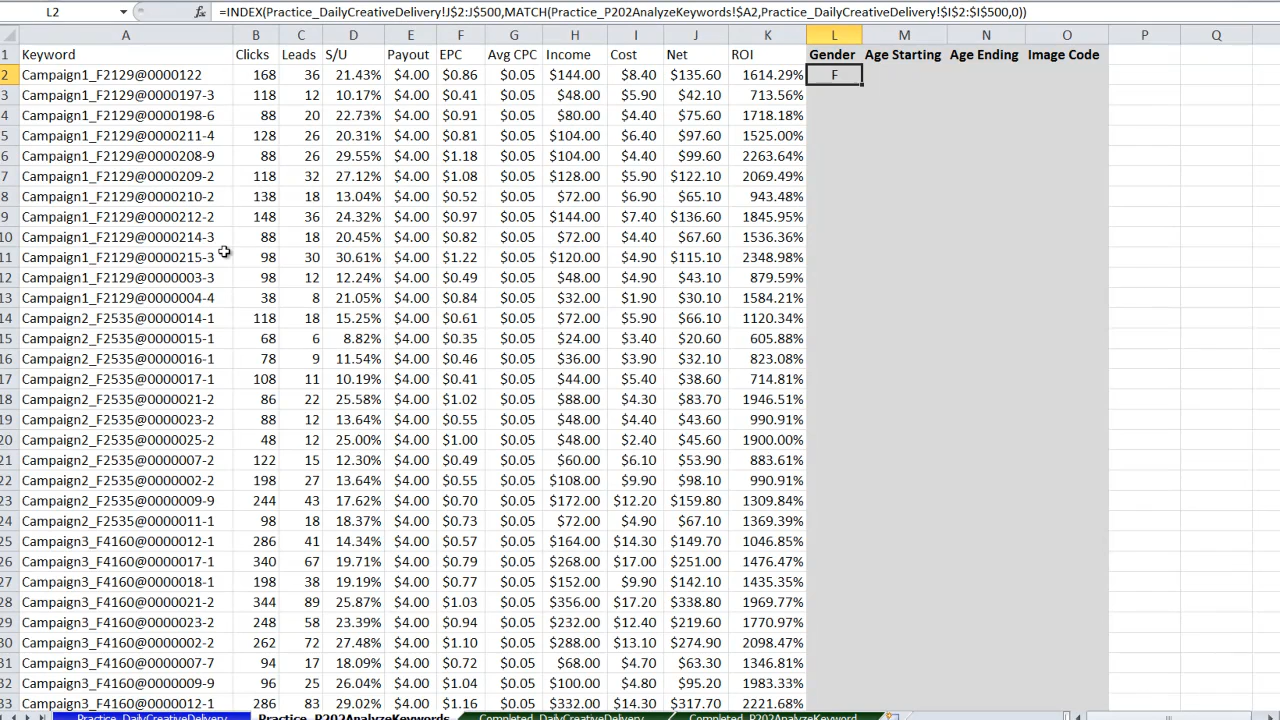 L2 fx =INDEX(Practice_DailyCreativeDelivery!J$2:J$500,MATCH(Practice_P202AnalyzeKeywords!$A2,Practice_DailyCreativeDelivery!$I$2:$I$500,0))
A B C D E F G H I J K L M N O P Q
1 Keyword Clicks Leads S/U Payout EPC Avg CPC Income Cost Net ROI Gender Age Starting Age Ending Image Code
2 Campaign1_F2129@0000122 168 36 21.43% $4.00 $0.86 $0.05 $144.00 $8.40 $135.60 1614.29% F
3 Campaign1_F2129@0000197-3 118 12 10.17% $4.00 $0.41 $0.05 $48.00 $5.90 $42.10 713.56%
4 Campaign1_F2129@0000198-6 88 20 22.73% $4.00 $0.91 $0.05 $80.00 $4.40 $75.60 1718.18%
5 Campaign1_F2129@0000211-4 128 26 20.31% $4.00 $0.81 $0.05 $104.00 $6.40 $97.60 1525.00%
6 Campaign1_F2129@0000208-9 88 26 29.55% $4.00 $1.18 $0.05 $104.00 $4.40 $99.60 2263.64%
7 Campaign1_F2129@0000209-2 118 32 27.12% $4.00 $1.08 $0.05 $128.00 $5.90 $122.10 2069.49%
8 Campaign1_F2129@0000210-2 138 18 13.04% $4.00 $0.52 $0.05 $72.00 $6.90 $65.10 943.48%
9 Campaign1_F2129@0000212-2 148 36 24.32% $4.00 $0.97 $0.05 $144.00 $7.40 $136.60 1845.95%
10 Campaign1_F2129@0000214-3 88 18 20.45% $4.00 $0.82 $0.05 $72.00 $4.40 $67.60 1536.36%
11 Campaign1_F2129@0000215-3 98 30 30.61% $4.00 $1.22 $0.05 $120.00 $4.90 $115.10 2348.98%
12 Campaign1_F2129@0000003-3 98 12 12.24% $4.00 $0.49 $0.05 $48.00 $4.90 $43.10 879.59%
13 Campaign1_F2129@0000004-4 38 8 21.05% $4.00 $0.84 $0.05 $32.00 $1.90 $30.10 1584.21%
14 Campaign2_F2535@0000014-1 118 18 15.25% $4.00 $0.61 $0.05 $72.00 $5.90 $66.10 1120.34%
15 Campaign2_F2535@0000015-1 68 6 8.82% $4.00 $0.35 $0.05 $24.00 $3.40 $20.60 605.88%
16 Campaign2_F2535@0000016-1 78 9 11.54% $4.00 $0.46 $0.05 $36.00 $3.90 $32.10 823.08%
17 Campaign2_F2535@0000017-1 108 11 10.19% $4.00 $0.41 $0.05 $44.00 $5.40 $38.60 714.81%
18 Campaign2_F2535@0000021-2 86 22 25.58% $4.00 $1.02 $0.05 $88.00 $4.30 $83.70 1946.51%
19 Campaign2_F2535@0000023-2 88 12 13.64% $4.00 $0.55 $0.05 $48.00 $4.40 $43.60 990.91%
20 Campaign2_F2535@0000025-2 48 12 25.00% $4.00 $1.00 $0.05 $48.00 $2.40 $45.60 1900.00%
21 Campaign2_F2535@0000007-2 122 15 12.30% $4.00 $0.49 $0.05 $60.00 $6.10 $53.90 883.61%
22 Campaign2_F2535@0000002-2 198 27 13.64% $4.00 $0.55 $0.05 $108.00 $9.90 $98.10 990.91%
23 Campaign2_F2535@0000009-9 244 43 17.62% $4.00 $0.70 $0.05 $172.00 $12.20 $159.80 1309.84%
24 Campaign2_F2535@0000011-1 98 18 18.37% $4.00 $0.73 $0.05 $72.00 $4.90 $67.10 1369.39%
25 Campaign3_F4160@0000012-1 286 41 14.34% $4.00 $0.57 $0.05 $164.00 $14.30 $149.70 1046.85%
26 Campaign3_F4160@0000017-1 340 67 19.71% $4.00 $0.79 $0.05 $268.00 $17.00 $251.00 1476.47%
27 Campaign3_F4160@0000018-1 198 38 19.19% $4.00 $0.77 $0.05 $152.00 $9.90 $142.10 1435.35%
28 Campaign3_F4160@0000021-2 344 89 25.87% $4.00 $1.03 $0.05 $356.00 $17.20 $338.80 1969.77%
29 Campaign3_F4160@0000023-2 248 58 23.39% $4.00 $0.94 $0.05 $232.00 $12.40 $219.60 1770.97%
30 Campaign3_F4160@0000002-2 262 72 27.48% $4.00 $1.10 $0.05 $288.00 $13.10 $274.90 2098.47%
31 Campaign3_F4160@0000007-7 94 17 18.09% $4.00 $0.72 $0.05 $68.00 $4.70 $63.30 1346.81%
32 Campaign3_F4160@0000009-9 96 25 26.04% $4.00 $1.04 $0.05 $100.00 $4.80 $95.20 1983.33%
33 Campaign3_F4160@0000012-1 286 83 29.02% $4.00 $1.16 $0.05 $332.00 $14.30 $317.70 2221.68%
Practice_DailyCreativeDelivery Practice_P202AnalyzeKeywords Completed_DailyCreativeDelivery Completed_P202AnalyzeKeyword